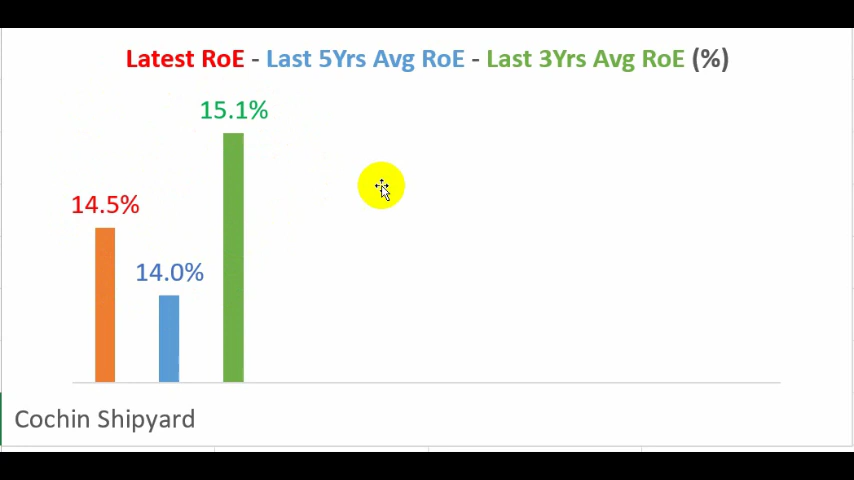 Latest RoE - Last 5Yrs Avg RoE - Last 3Yrs Avg RoE (%)
15.1%
14.5%
14.0%
Cochin Shipyard